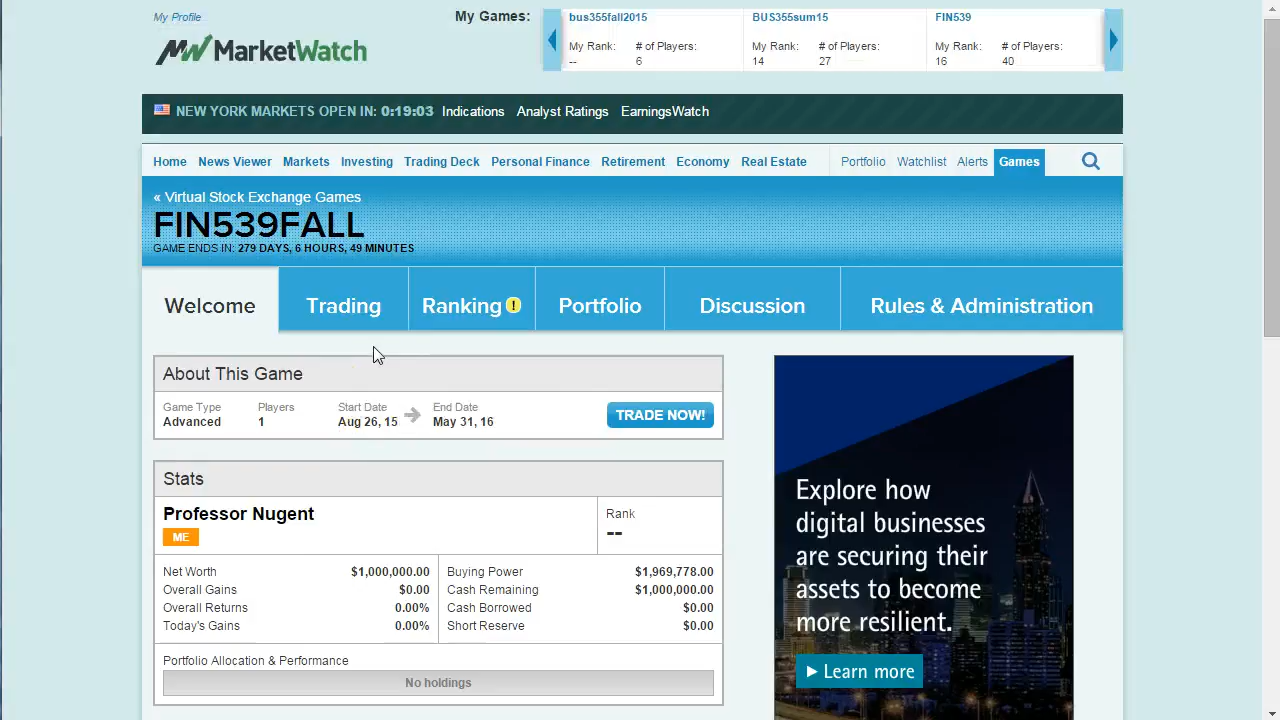 My Profile
MW MarketWatch
My Games:
bus355fall2015
My Rank: # of Players:
-- 6
BUS355sum15
My Rank: # of Players:
14 27
FIN539
My Rank: # of Players:
16 40
NEW YORK MARKETS OPEN IN: 0:19:03 Indications Analyst Ratings EarningsWatch
Home News Viewer Markets Investing Trading Deck Personal Finance Retirement Economy Real Estate Portfolio Watchlist Alerts Games
« Virtual Stock Exchange Games
FIN539FALL
GAME ENDS IN: 279 DAYS, 6 HOURS, 49 MINUTES
Welcome Trading Ranking ! Portfolio Discussion Rules & Administration
About This Game
Game Type Players Start Date End Date
Advanced 1 Aug 26, 15 May 31, 16
TRADE NOW!
Stats
Professor Nugent
ME
Rank
--
Net Worth $1,000,000.00
Overall Gains $0.00
Overall Returns 0.00%
Today's Gains 0.00%
Buying Power $1,969,778.00
Cash Remaining $1,000,000.00
Cash Borrowed $0.00
Short Reserve $0.00
Portfolio Allocation & Performance
No holdings
Explore how
digital businesses
are securing their
assets to become
more resilient.
Learn more